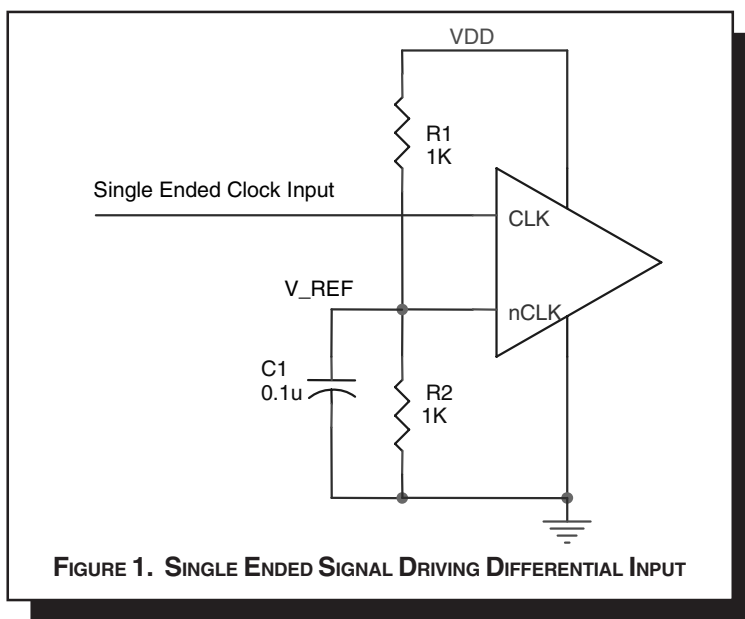 VDD
R1
1K
Single Ended Clock Input
CLK
V_REF
nCLK
C1
0.1u
R2
1K
FIGURE 1. SINGLE ENDED SIGNAL DRIVING DIFFERENTIAL INPUT